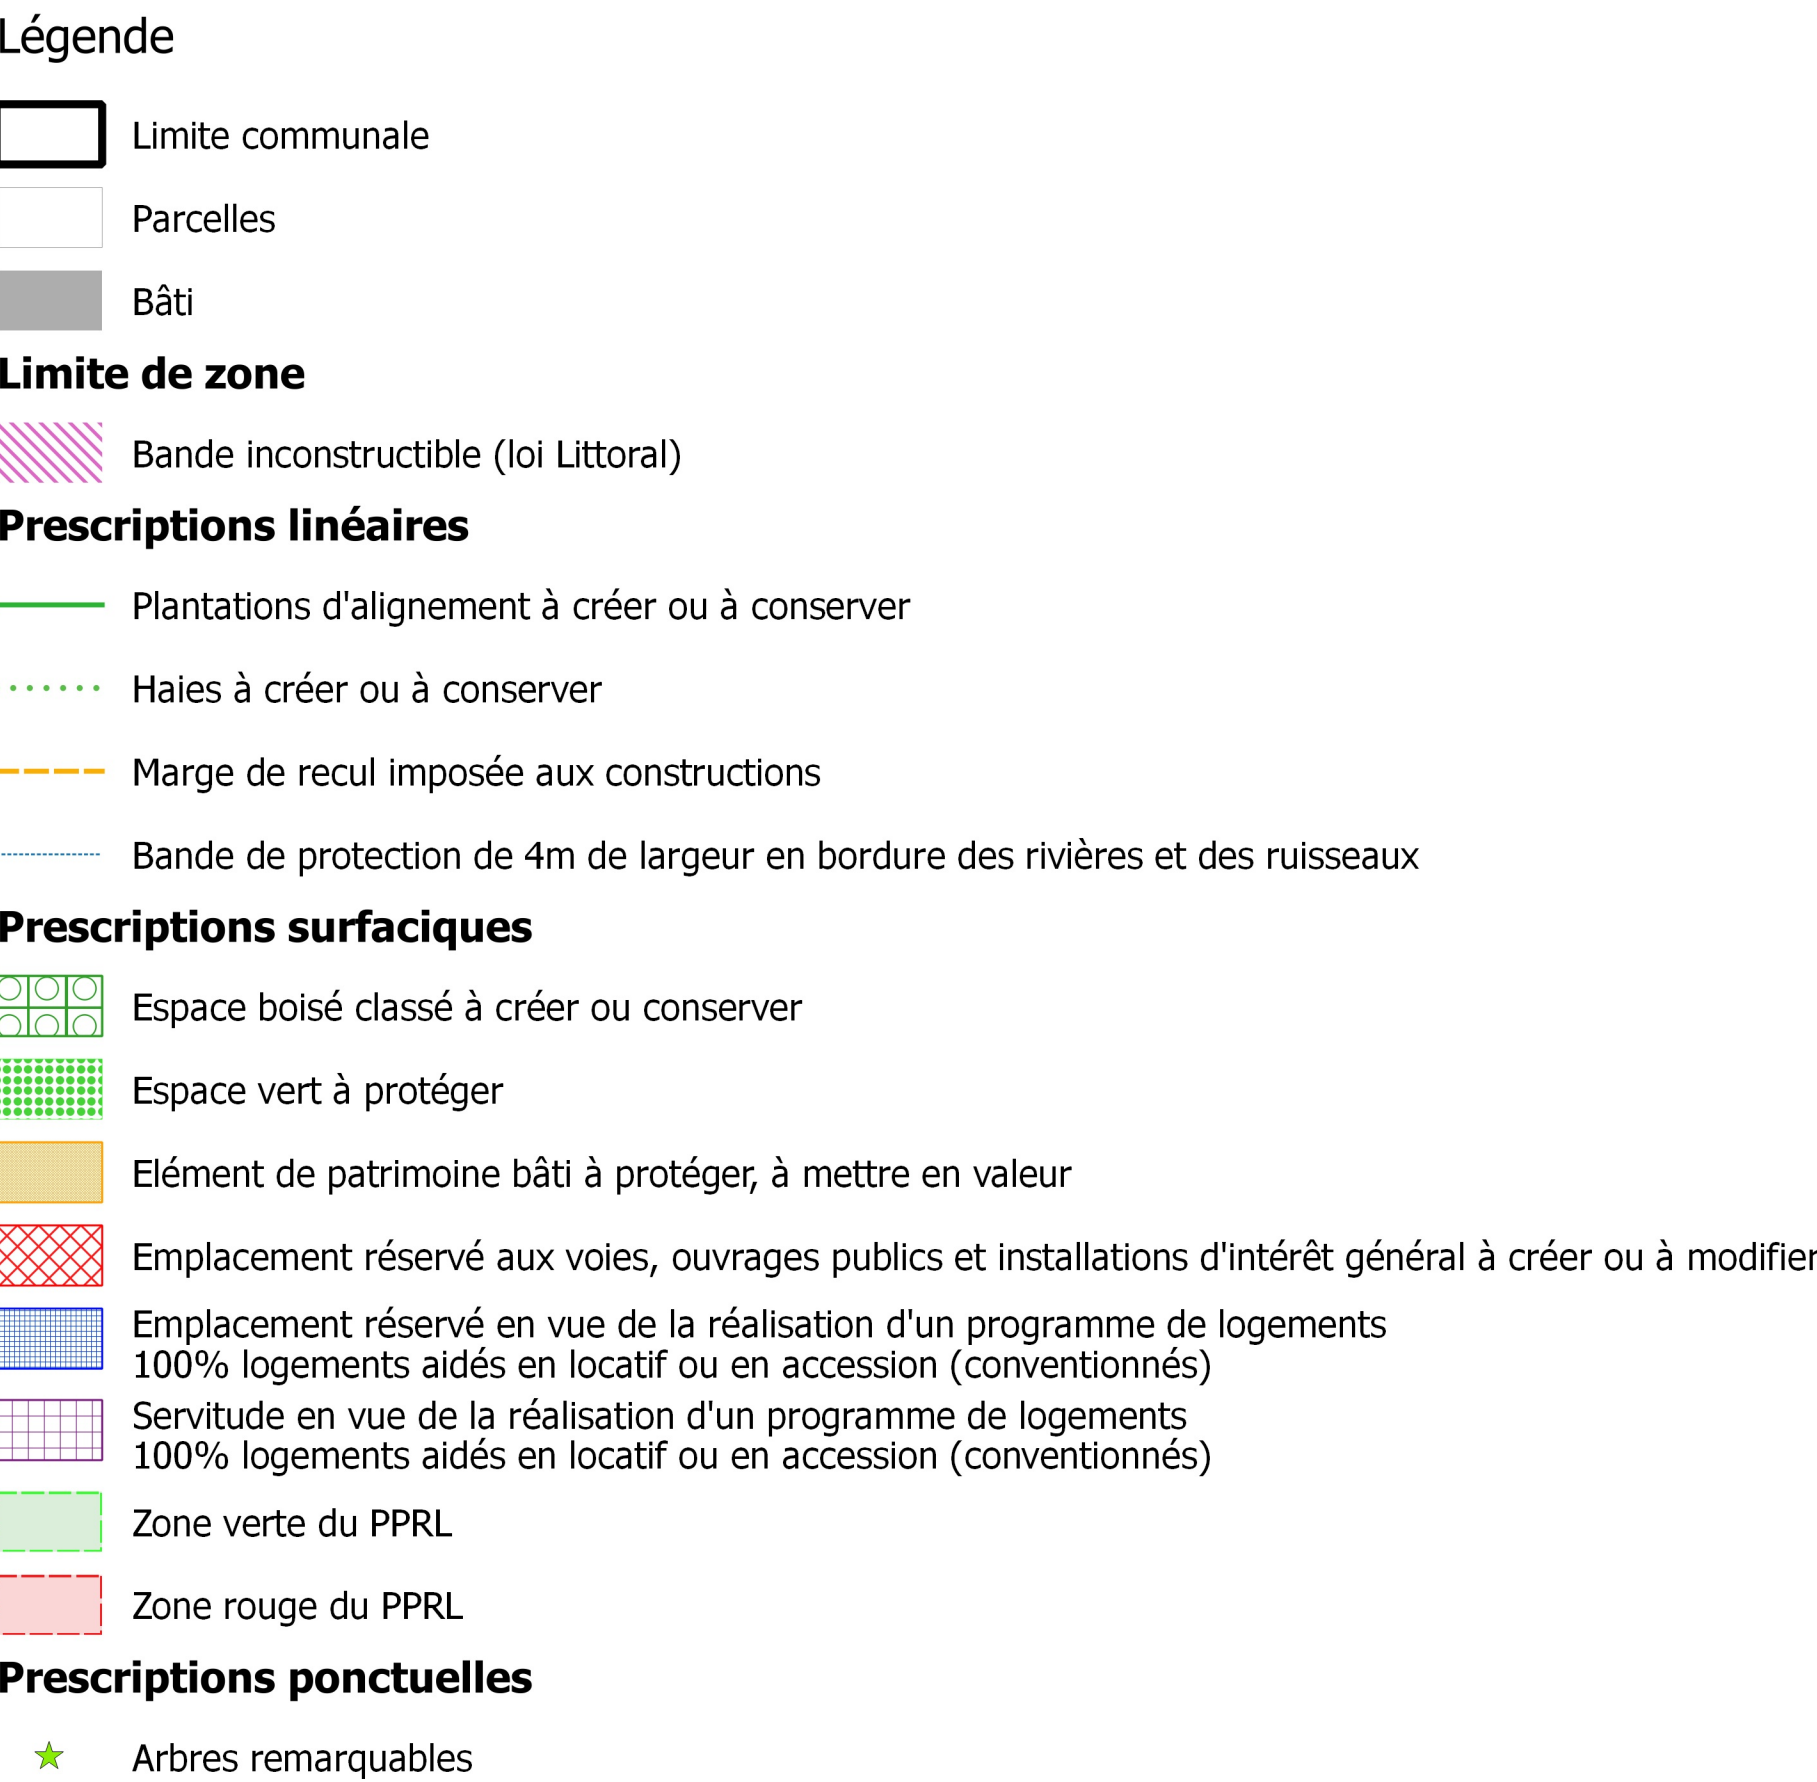 Légende
Limite communale
Parcelles
Bâti
Limite de zone
Bande inconstructible (loi Littoral)
Prescriptions linéaires
Plantations d'alignement à créer ou à conserver
Haies à créer ou à conserver
Marge de recul imposée aux constructions
Bande de protection de 4m de largeur en bordure des rivières et des ruisseaux
Prescriptions surfaciques
Espace boisé classé à créer ou conserver
Espace vert à protéger
Elément de patrimoine bâti à protéger, à mettre en valeur
Emplacement réservé aux voies, ouvrages publics et installations d'intérêt général à créer ou à modifier
Emplacement réservé en vue de la réalisation d'un programme de logements
100% logements aidés en locatif ou en accession (conventionnés)
Servitude en vue de la réalisation d'un programme de logements
100% logements aidés en locatif ou en accession (conventionnés)
Zone verte du PPRL
Zone rouge du PPRL
Prescriptions ponctuelles
Arbres remarquables